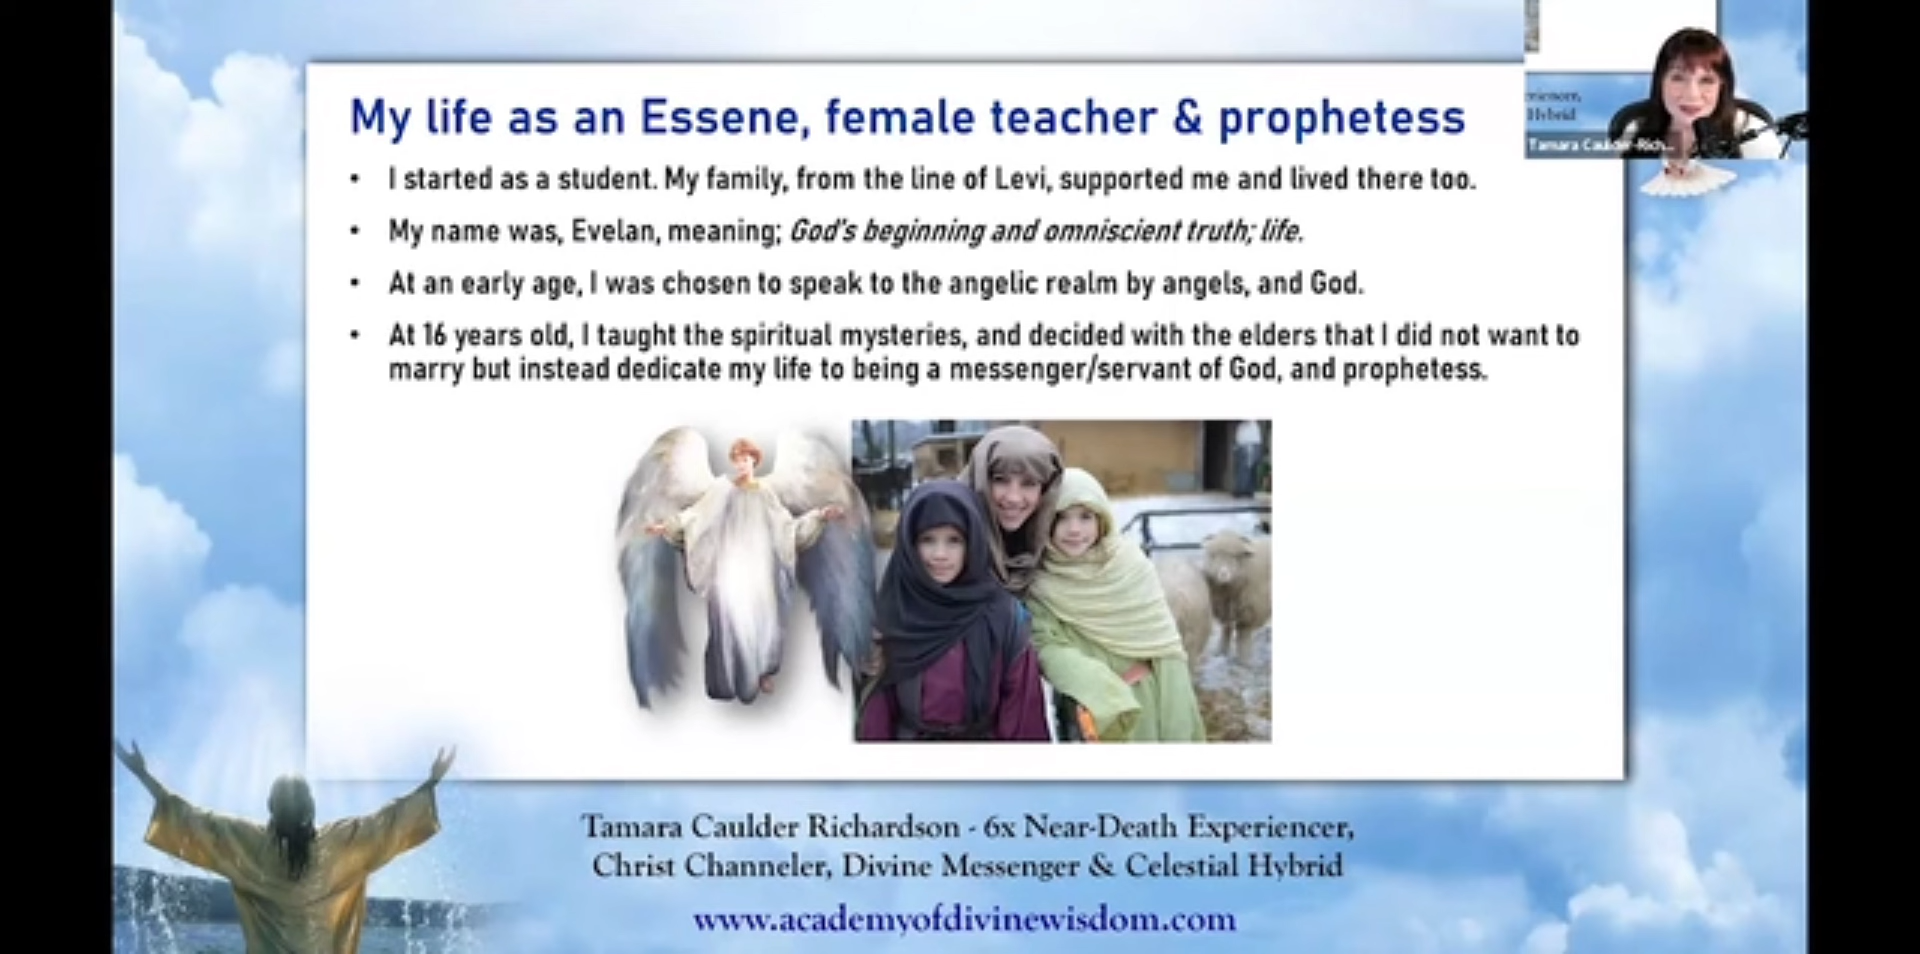 My life as an Essene, female teacher & prophetess
• I started as a student. My family, from the line of Levi, supported me and lived there too.
• My name was, Evelan, meaning; God's beginning and omniscient truth; life.
• At an early age, I was chosen to speak to the angelic realm by angels, and God.
• At 16 years old, I taught the spiritual mysteries, and decided with the elders that I did not want to
marry but instead dedicate my life to being a messenger/servant of God, and prophetess.
Hybrid
Tamara Caulder-Rich...
Tamara Caulder Richardson - 6x Near-Death Experiencer,
Christ Channeler, Divine Messenger & Celestial Hybrid
www.academyofdivinewisdom.com